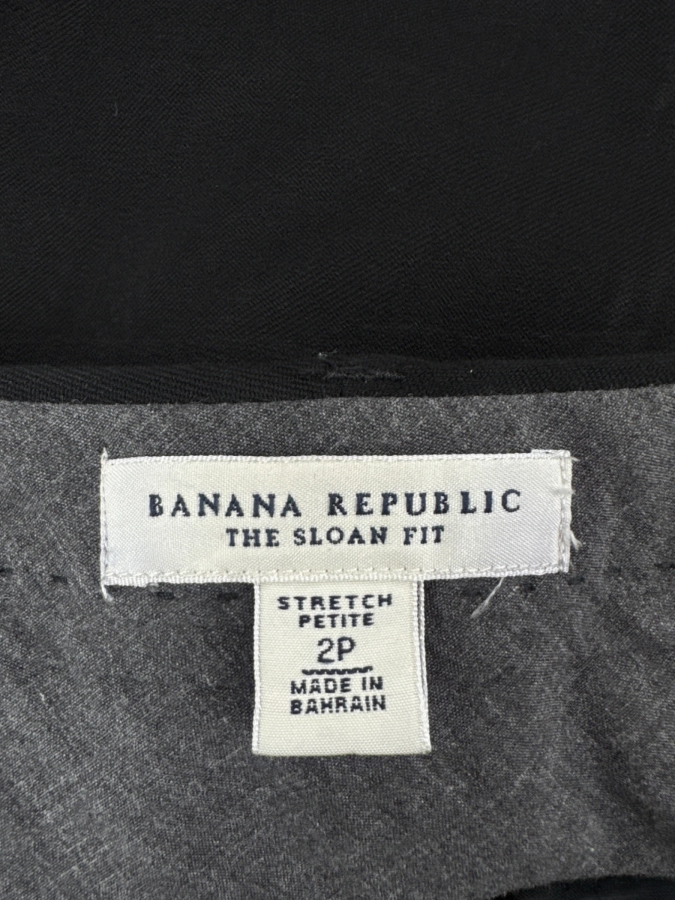 BANANA REPUBLIC
THE SLOAN FIT
STRETCH
PETITE
2P
MADE IN
BAHRAIN